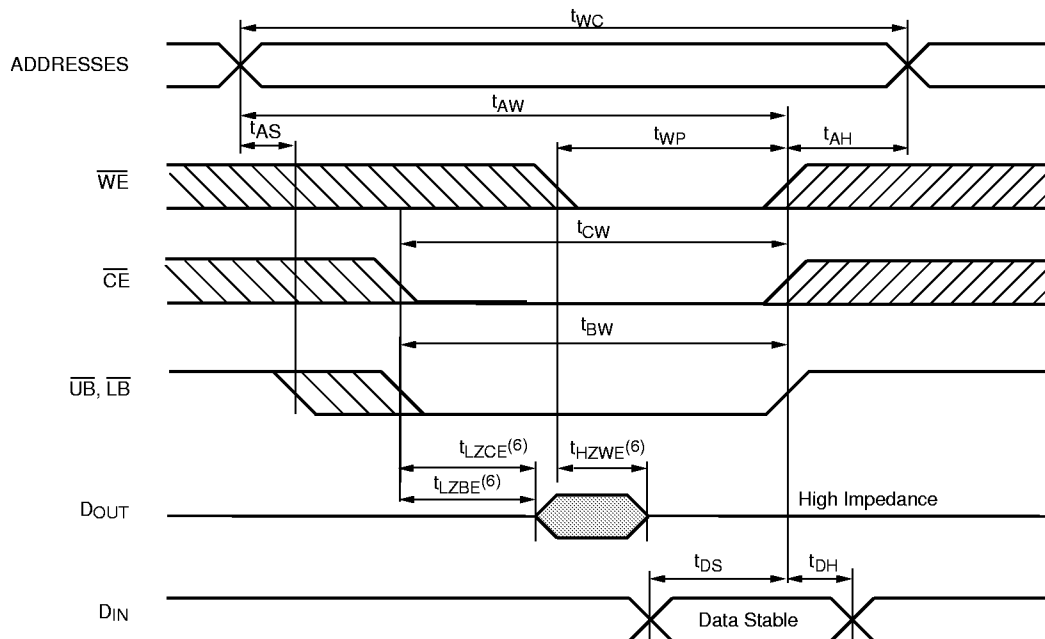 tWC
ADDRESSES
tAW
tAS
tWP
tAH
WE
tCW
CE
tBW
UB, LB
tLZCE(6)
tHZWE(6)
tLZBE(6)
DOUT
High Impedance
tDS
tDH
DIN
Data Stable